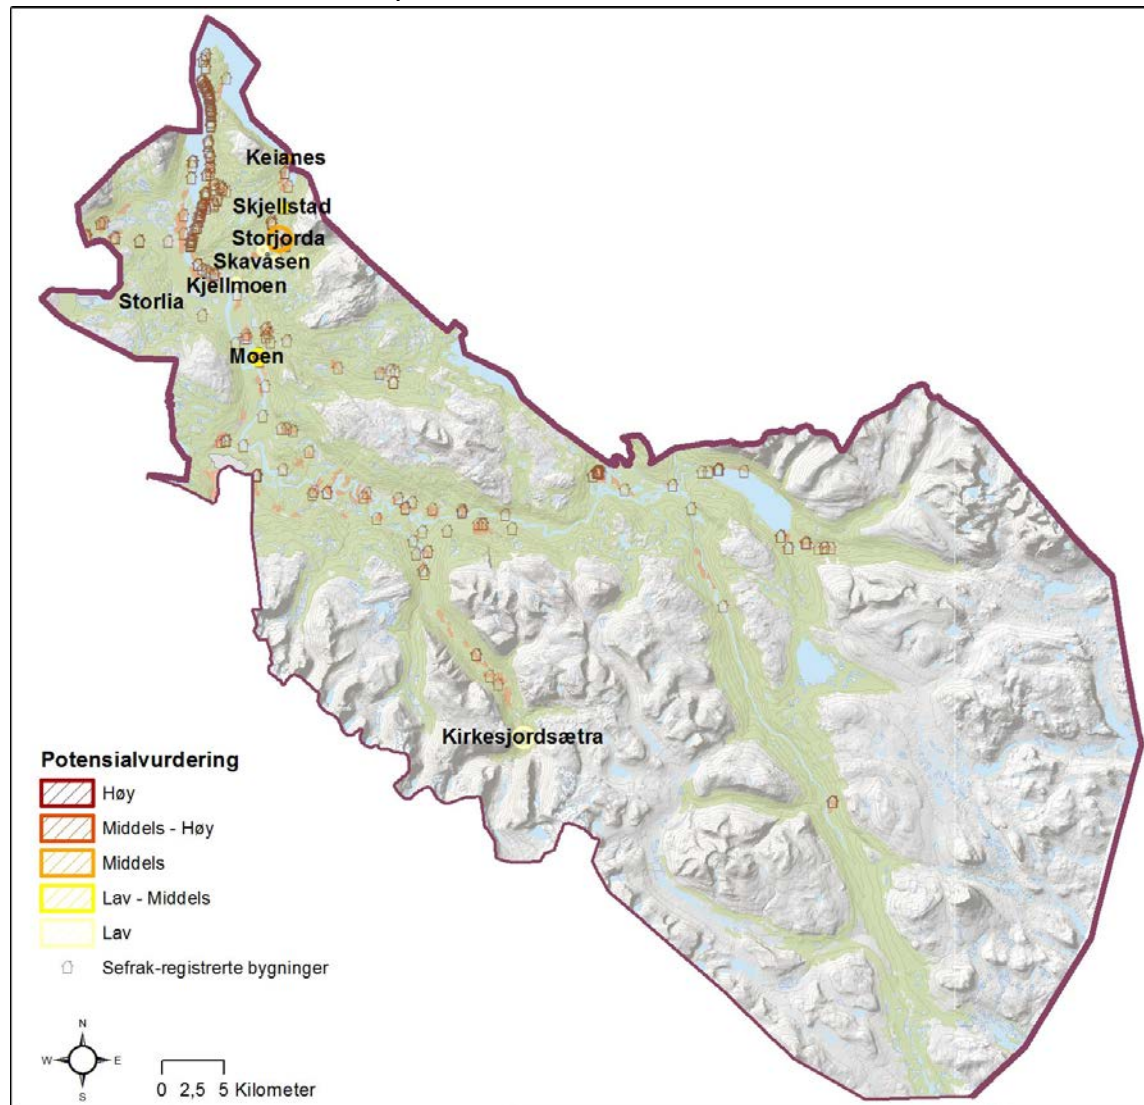 Keianes
Skjellstad
Storjorda
Skavåsen
Kjellmoen
Storlia
Moen
Kirkesjordsætra
Potensialvurdering
Høy
Middels - Høy
Middels
Lav - Middels
Lav
Sefrak-registrerte bygninger
N
W E
S
0 2,5 5 Kilometer